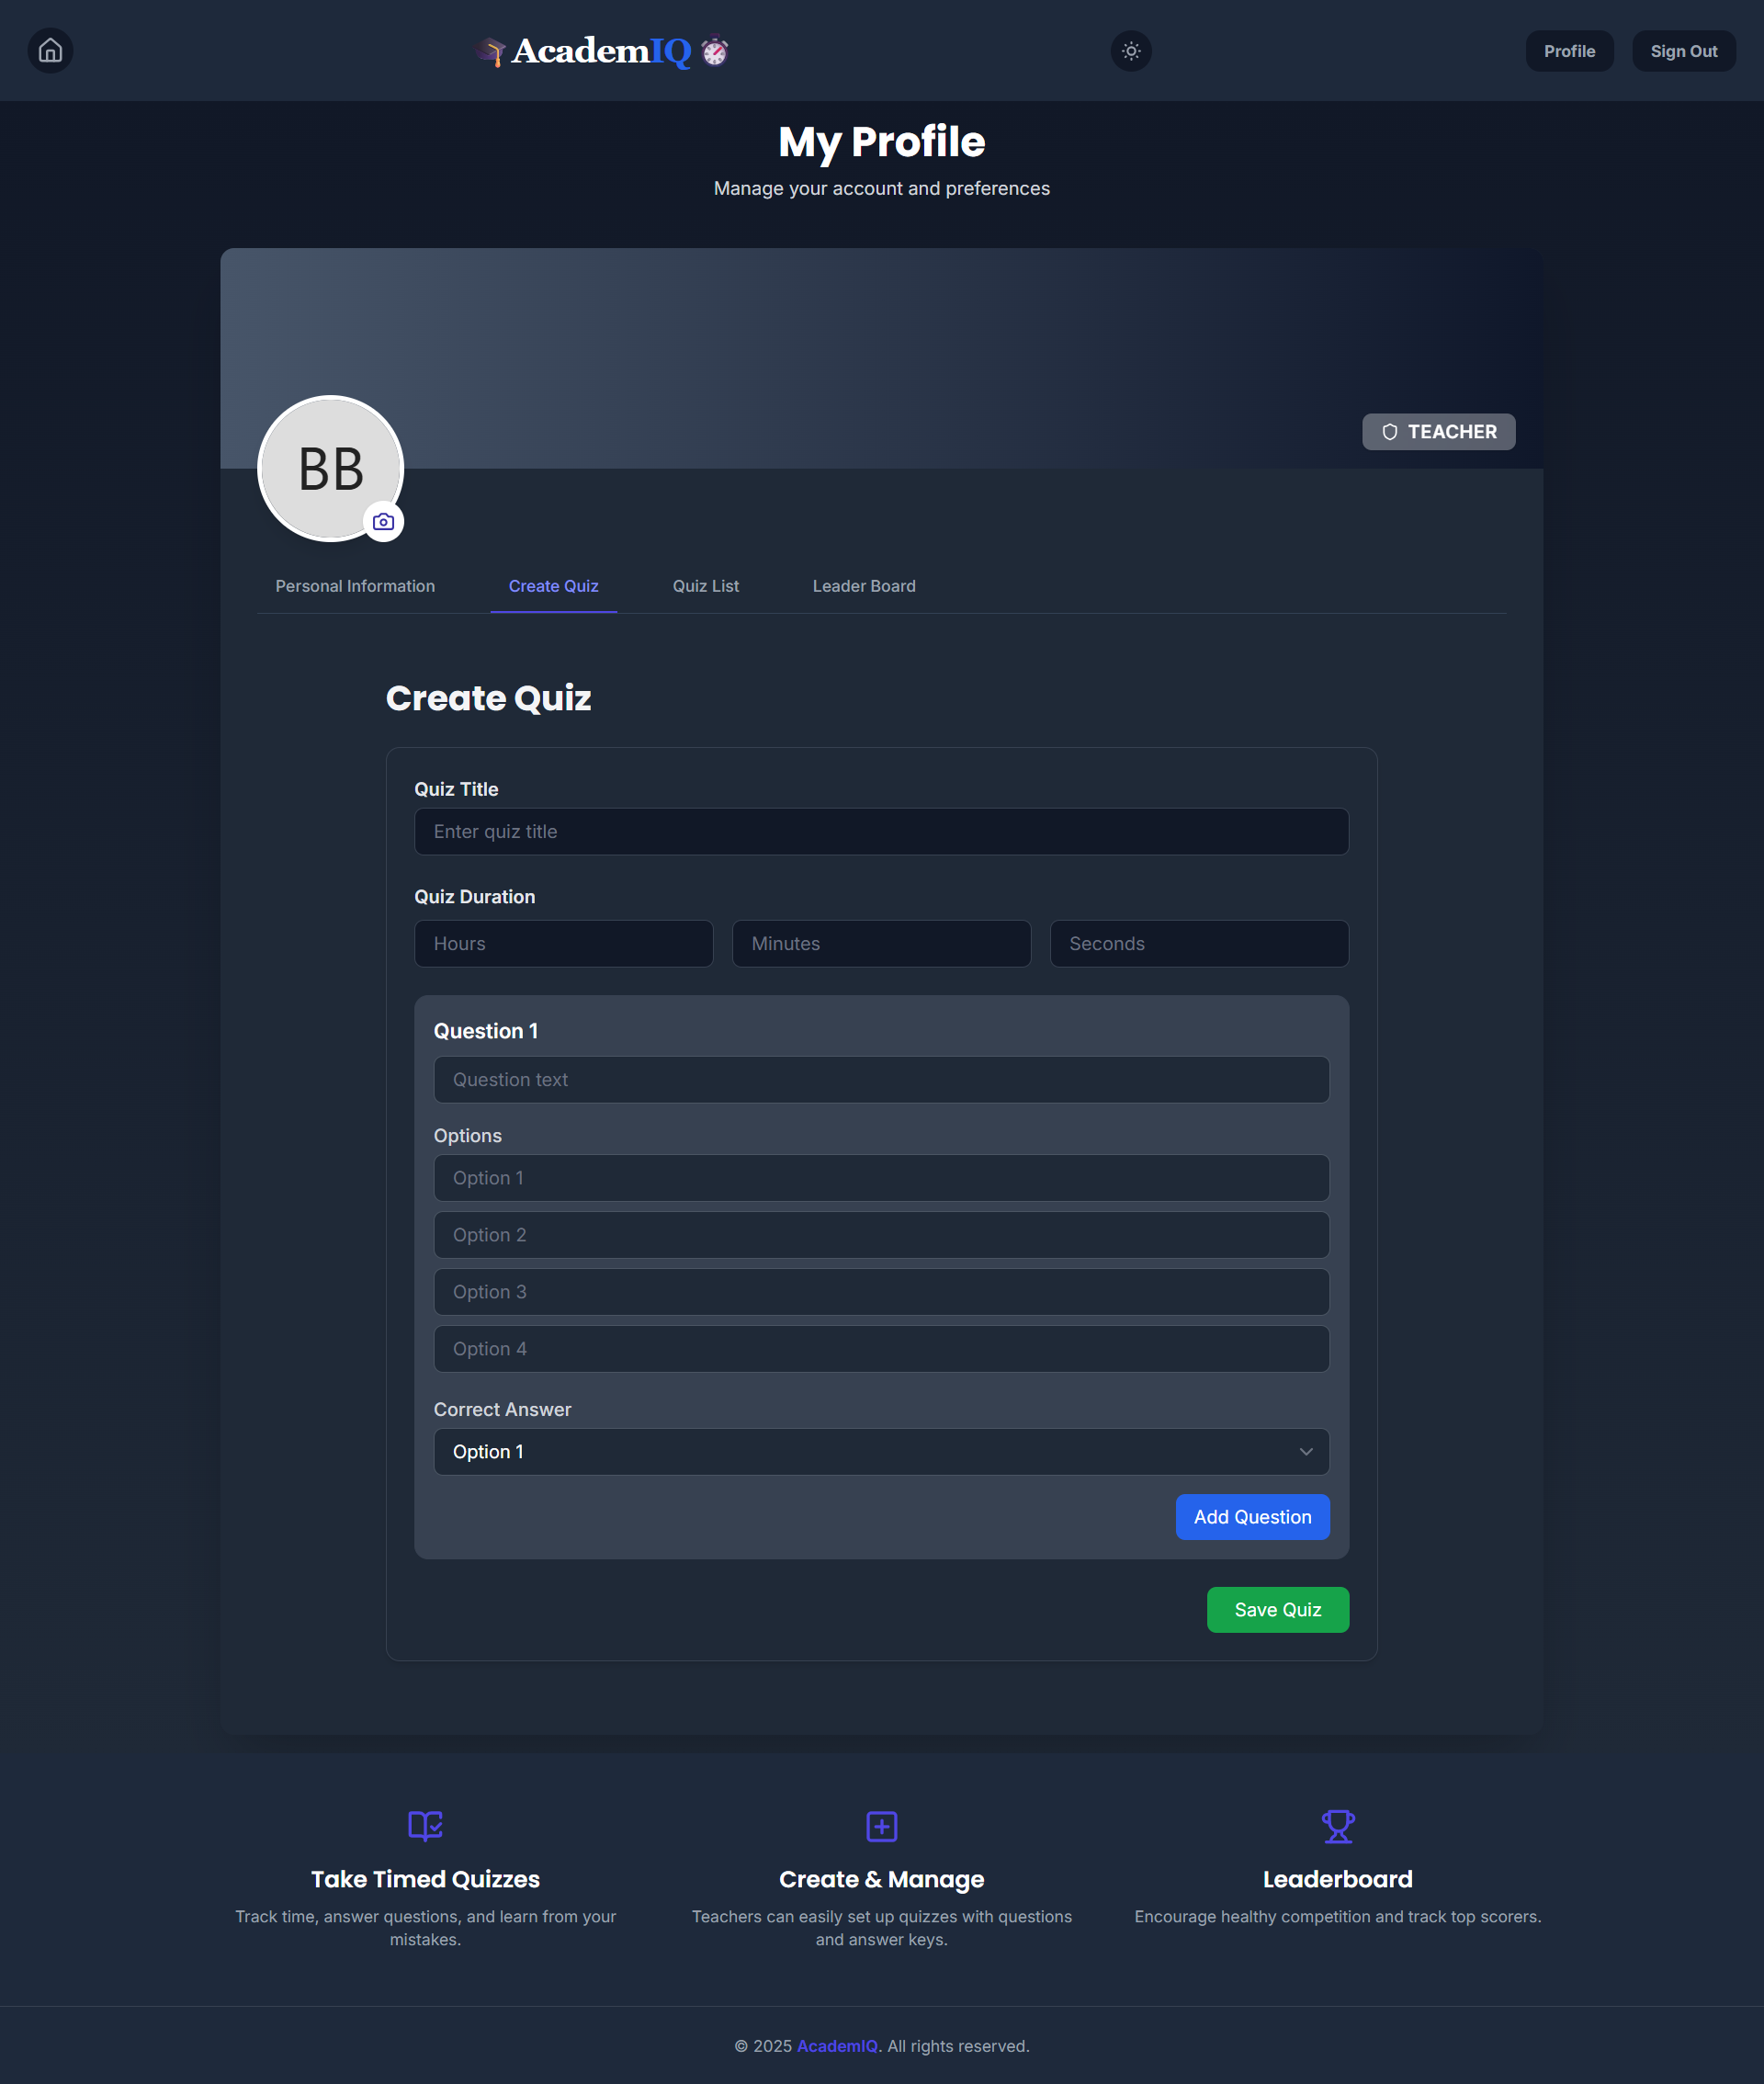 AcademIQ
Profile
Sign Out
My Profile
Manage your account and preferences
TEACHER
BB
Personal Information
Create Quiz
Quiz List
Leader Board
Create Quiz
Quiz Title
Enter quiz title
Quiz Duration
Hours
Minutes
Seconds
Question 1
Question text
Options
Option 1
Option 2
Option 3
Option 4
Correct Answer
Option 1
Add Question
Save Quiz
Take Timed Quizzes
Track time, answer questions, and learn from your
mistakes.
Create & Manage
Teachers can easily set up quizzes with questions
and answer keys.
Leaderboard
Encourage healthy competition and track top scorers.
© 2025 AcademIQ. All rights reserved.